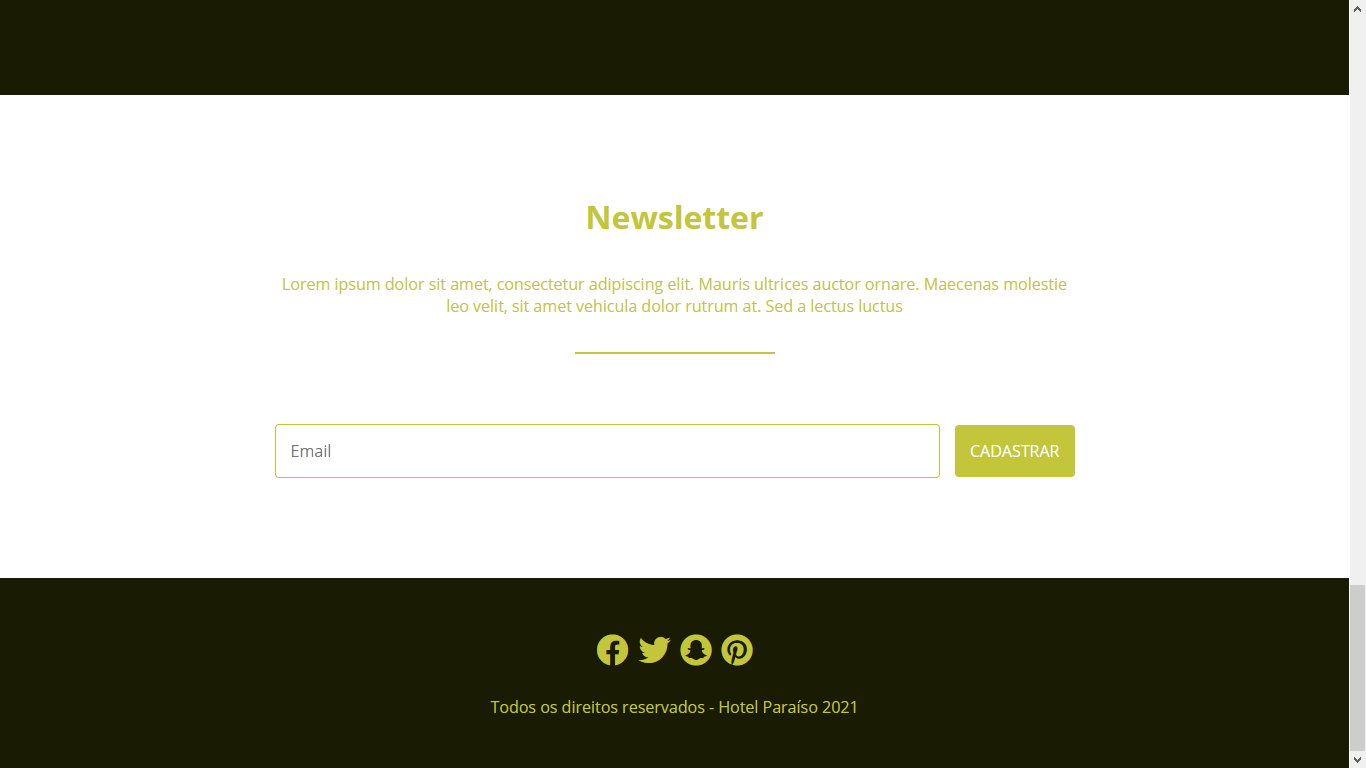 Newsletter
Lorem ipsum dolor sit amet, consectetur adipiscing elit. Mauris ultrices auctor ornare. Maecenas molestie
leo velit, sit amet vehicula dolor rutrum at. Sed a lectus luctus
Email
CADASTRAR
Todos os direitos reservados - Hotel Paraíso 2021